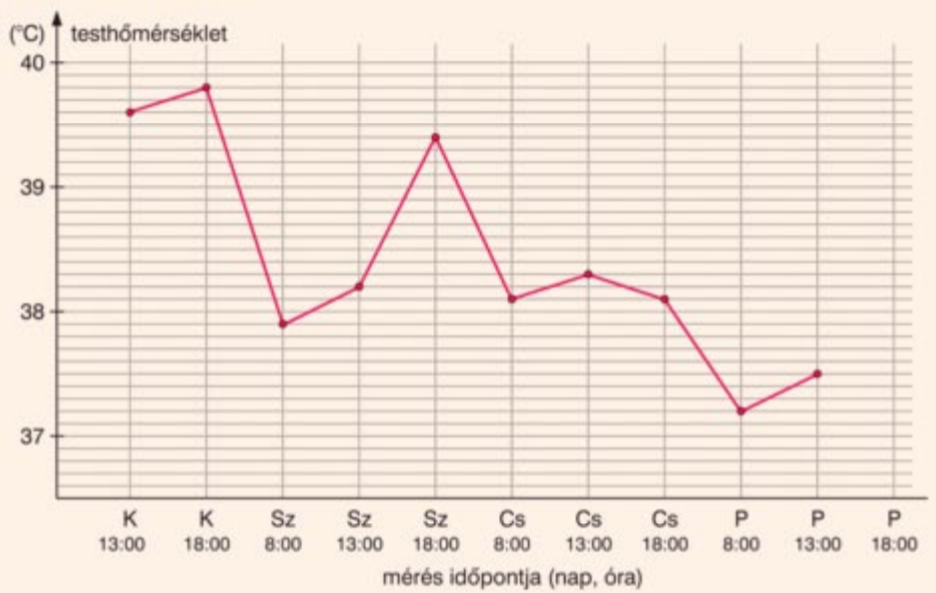 (°C) testhőmérséklet
40
39
38
37
K K Sz Sz Sz Cs Cs Cs P P P
13:00 18:00 8:00 13:00 18:00 8:00 13:00 18:00 8:00 13:00 18:00
mérés időpontja (nap, óra)